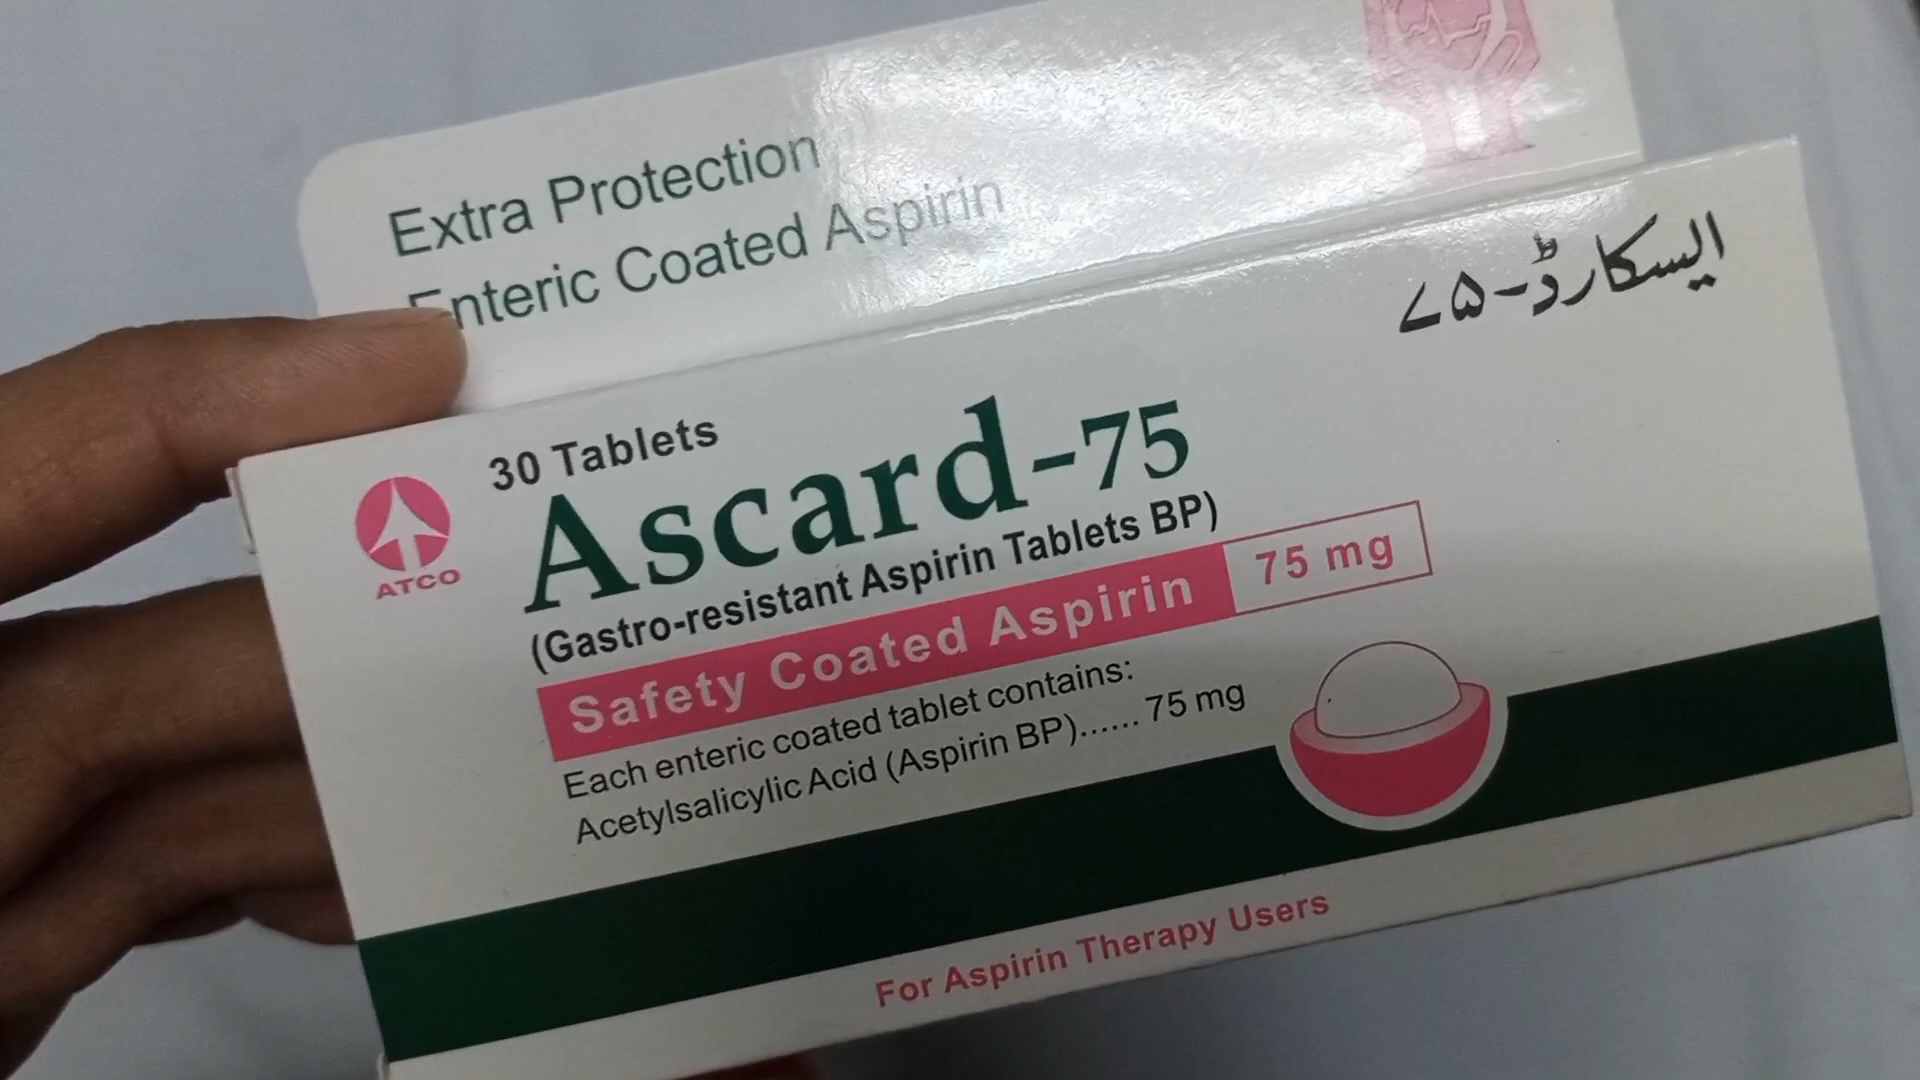 Extra Protection
Enteric Coated Aspirin
ایسکارڈ-۷۵
30 Tablets
Ascard-75
(Gastro-resistant Aspirin Tablets BP)
Safety Coated Aspirin 75 mg
Each enteric coated tablet contains:
Acetylsalicylic Acid (Aspirin BP)...... 75 mg
ATCO
For Aspirin Therapy Users